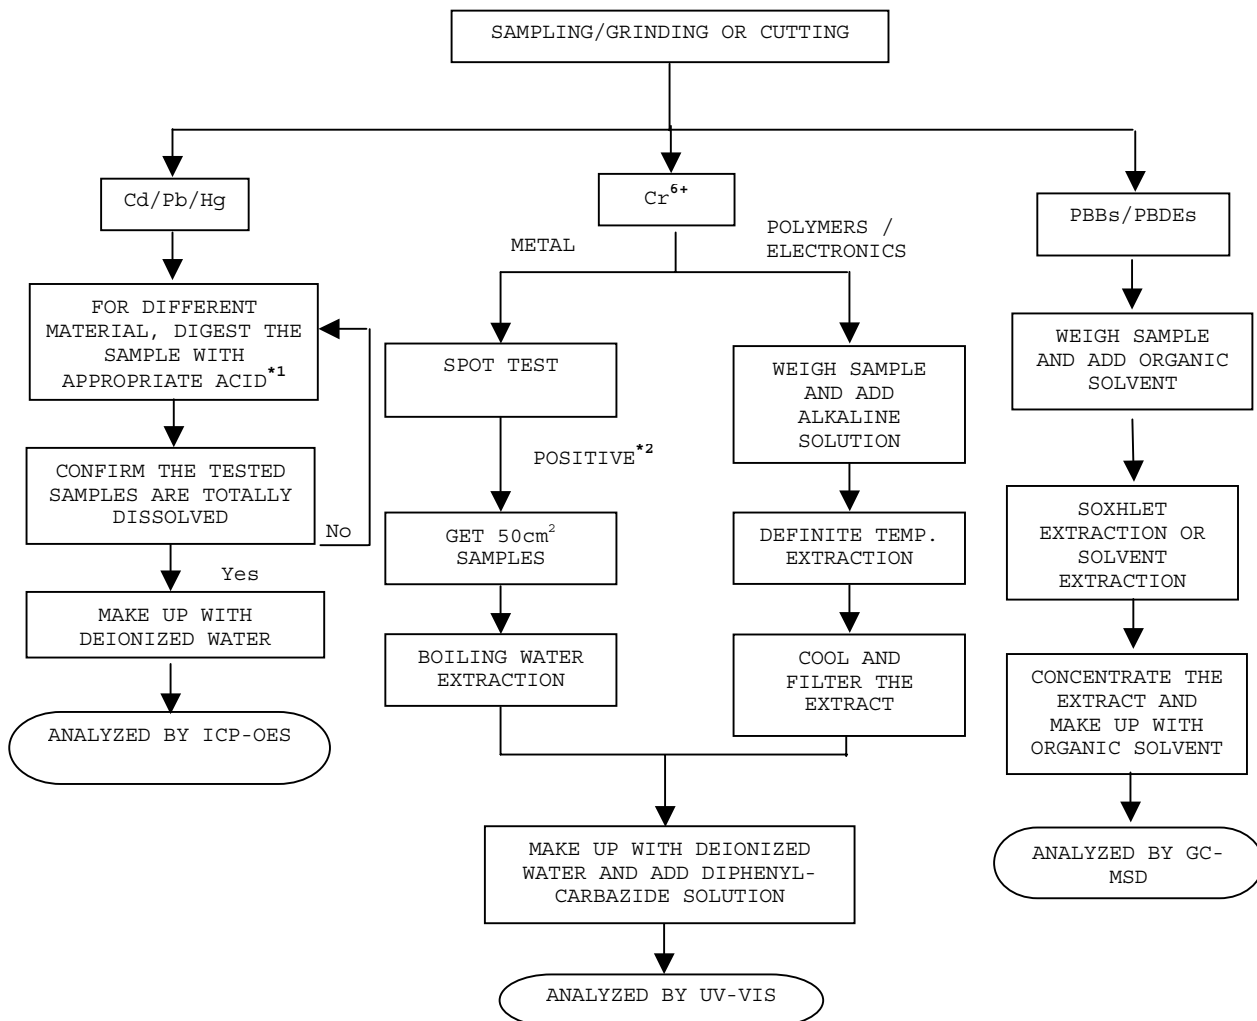 SAMPLING/GRINDING OR CUTTING
Cd/Pb/Hg
FOR DIFFERENT
MATERIAL, DIGEST THE
SAMPLE WITH
APPROPRIATE ACID*1
CONFIRM THE TESTED
SAMPLES ARE TOTALLY
DISSOLVED
No
Yes
MAKE UP WITH
DEIONIZED WATER
ANALYZED BY ICP-OES
Cr6+
METAL
POLYMERS /
ELECTRONICS
SPOT TEST
POSITIVE*2
GET 50cm2
SAMPLES
BOILING WATER
EXTRACTION
WEIGH SAMPLE
AND ADD
ALKALINE
SOLUTION
DEFINITE TEMP.
EXTRACTION
COOL AND
FILTER THE
EXTRACT
MAKE UP WITH DEIONIZED
WATER AND ADD DIPHENYL-
CARBAZIDE SOLUTION
ANALYZED BY UV-VIS
PBBs/PBDEs
WEIGH SAMPLE
AND ADD ORGANIC
SOLVENT
SOXHLET
EXTRACTION OR
SOLVENT
EXTRACTION
CONCENTRATE THE
EXTRACT AND
MAKE UP WITH
ORGANIC SOLVENT
ANALYZED BY GC-
MSD